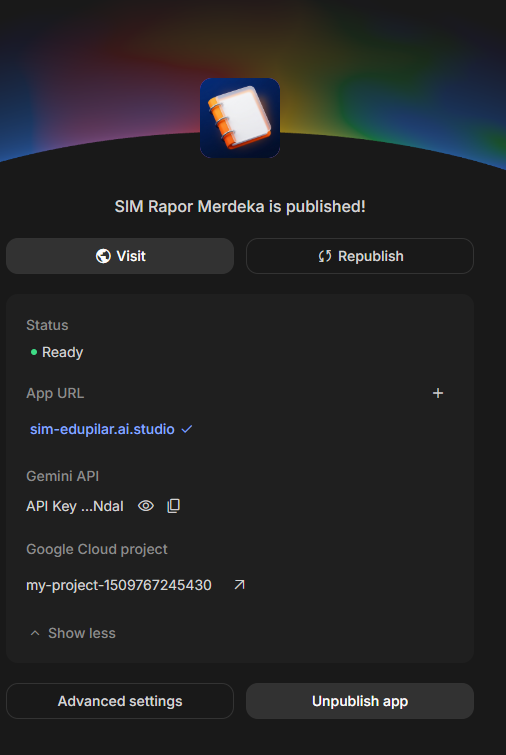 SIM Rapor Merdeka is published!
Visit
Republish
Status
Ready
App URL
+
sim-edupilar.ai.studio
Gemini API
API Key ...Ndal
Google Cloud project
my-project-1509767245430
Show less
Advanced settings
Unpublish app